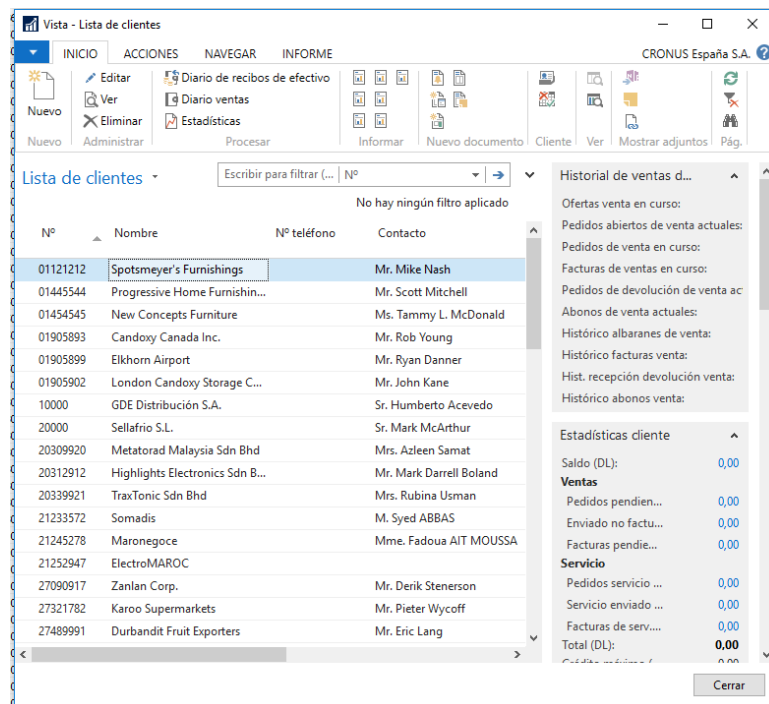 Vista - Lista de clientes
INICIO ACCIONES NAVEGAR INFORME CRONUS España S.A.
Nuevo
Editar
Ver
Eliminar
Diario de recibos de efectivo
Diario ventas
Estadísticas
Nuevo Administrar Procesar Informar Nuevo documento Cliente Ver Mostrar adjuntos Pág.
Lista de clientes
Escribir para filtrar (... Nº
No hay ningún filtro aplicado
Nº Nombre Nº teléfono Contacto
01121212 Spotsmeyer's Furnishings Mr. Mike Nash
01445544 Progressive Home Furnishin... Mr. Scott Mitchell
01454545 New Concepts Furniture Ms. Tammy L. McDonald
01905893 Candoxy Canada Inc. Mr. Rob Young
01905899 Elkhorn Airport Mr. Ryan Danner
01905902 London Candoxy Storage C... Mr. John Kane
10000 GDE Distribución S.A. Sr. Humberto Acevedo
20000 Sellafrio S.L. Sr. Mark McArthur
20309920 Metatorad Malaysia Sdn Bhd Mrs. Azleen Samat
20312912 Highlights Electronics Sdn B... Mr. Mark Darrell Boland
20339921 TraxTonic Sdn Bhd Mrs. Rubina Usman
21233572 Somadis M. Syed ABBAS
21245278 Maronegoce Mme. Fadoua AIT MOUSSA
21252947 ElectroMAROC
27090917 Zanlan Corp. Mr. Derik Stenerson
27321782 Karoo Supermarkets Mr. Pieter Wycoff
27489991 Durbandit Fruit Exporters Mr. Eric Lang
Historial de ventas d...
Ofertas venta en curso:
Pedidos abiertos de venta actuales:
Pedidos de venta en curso:
Facturas de ventas en curso:
Pedidos de devolución de venta
Abonos de venta actuales:
Histórico albaranes de venta:
Histórico facturas venta:
Hist. recepción devolución venta:
Histórico abonos venta:
Estadísticas cliente
Saldo (DL): 0,00
Ventas
Pedidos pendien... 0,00
Enviado no factu... 0,00
Facturas pendie... 0,00
Servicio
Pedidos servicio ... 0,00
Servicio enviado ... 0,00
Facturas de serv.... 0,00
Total (DL): 0,00
Cerrar